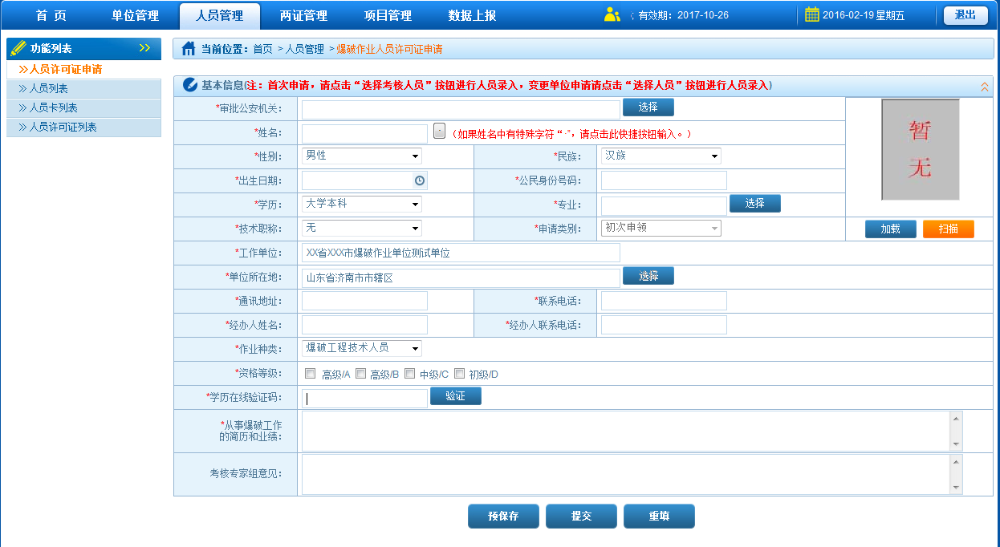 首 页 单位管理 人员管理 两证管理 项目管理 数据上报 ; 有效期：2017-10-26 2016-02-19 星期五 退出
功能列表 >>
>>人员许可证申请
>>人员列表
>>人员卡列表
>>人员许可证列表
当前位置：首页 >人员管理 >爆破作业人员许可证申请
基本信息(注：首次申请，请点击“选择考核人员”按钮进行人员录入，变更单位申请请点击“选择人员”按钮进行人员录入)
*审批公安机关： 选择
*姓名： · （如果姓名中有特殊字符“·”，请点击此快捷按钮输入。）
暂
无
*性别： 男性 *民族： 汉族
*出生日期： *公民身份号码：
*学历： 大学本科 *专业： 选择
*技术职称： 无 *申请类别： 初次申领 加载 扫描
*工作单位： XX省XXX市爆破作业单位测试单位
*单位所在地： 山东省济南市市辖区 选择
*通讯地址： *联系电话：
*经办人姓名： *经办人联系电话：
*作业种类： 爆破工程技术人员
*资格等级： 高级/A 高级/B 中级/C 初级/D
*学历在线验证码： 验证
*从事爆破工作
的简历和业绩：
考核专家组意见：
预保存 提交 重填